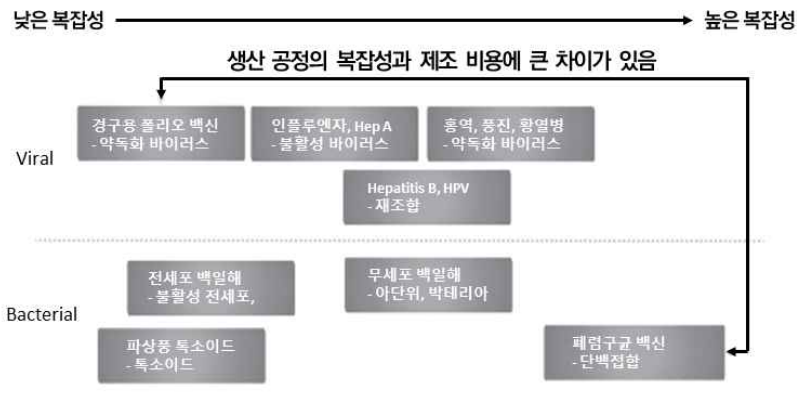 낮은 복잡성
높은 복잡성
생산 공정의 복잡성과 제조 비용에 큰 차이가 있음
Viral
경구용 폴리오 백신
- 약독화 바이러스
인플루엔자, Hep A
- 불활성 바이러스
홍역, 풍진, 황열병
- 약독화 바이러스
Hepatitis B, HPV
- 재조합
Bacterial
전세포 백일해
- 불활성 전세포,
무세포 백일해
- 아단위, 박테리아
파상풍 톡소이드
- 톡소이드
폐렴구균 백신
- 단백접합